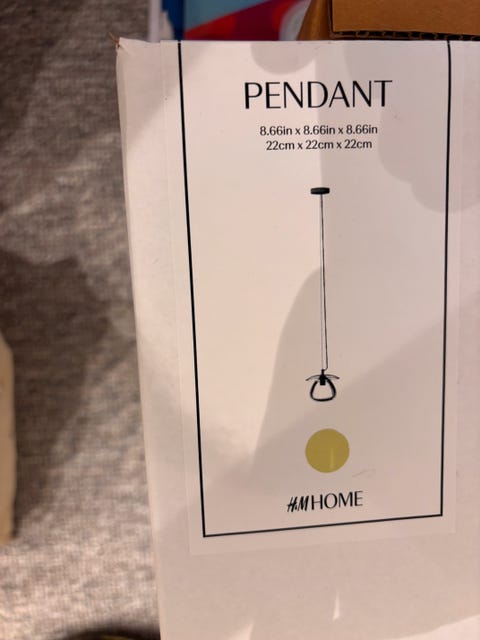 PENDANT
8.66in x 8.66in x 8.66in
22cm x 22cm x 22cm
H&M HOME